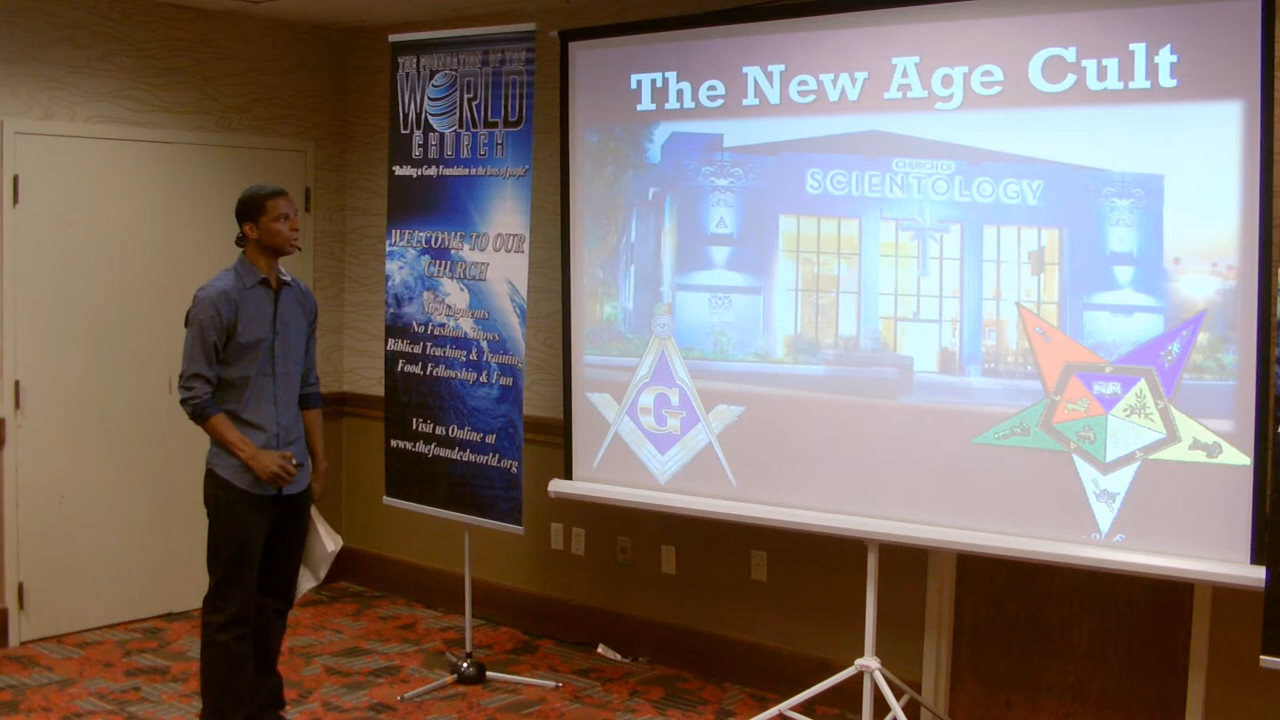 THE FOUNDATION OF THE
WORLD
CHURCH
"Building a Godly Foundation in the lives of people"
WELCOME TO OUR
CHURCH
No Judgments
No Fashion Shows
Biblical Teaching & Training
Food, Fellowship & Fun
Visit us Online at
www.thefoundedworld.org
The New Age Cult
CHURCH OF
SCIENTOLOGY
G